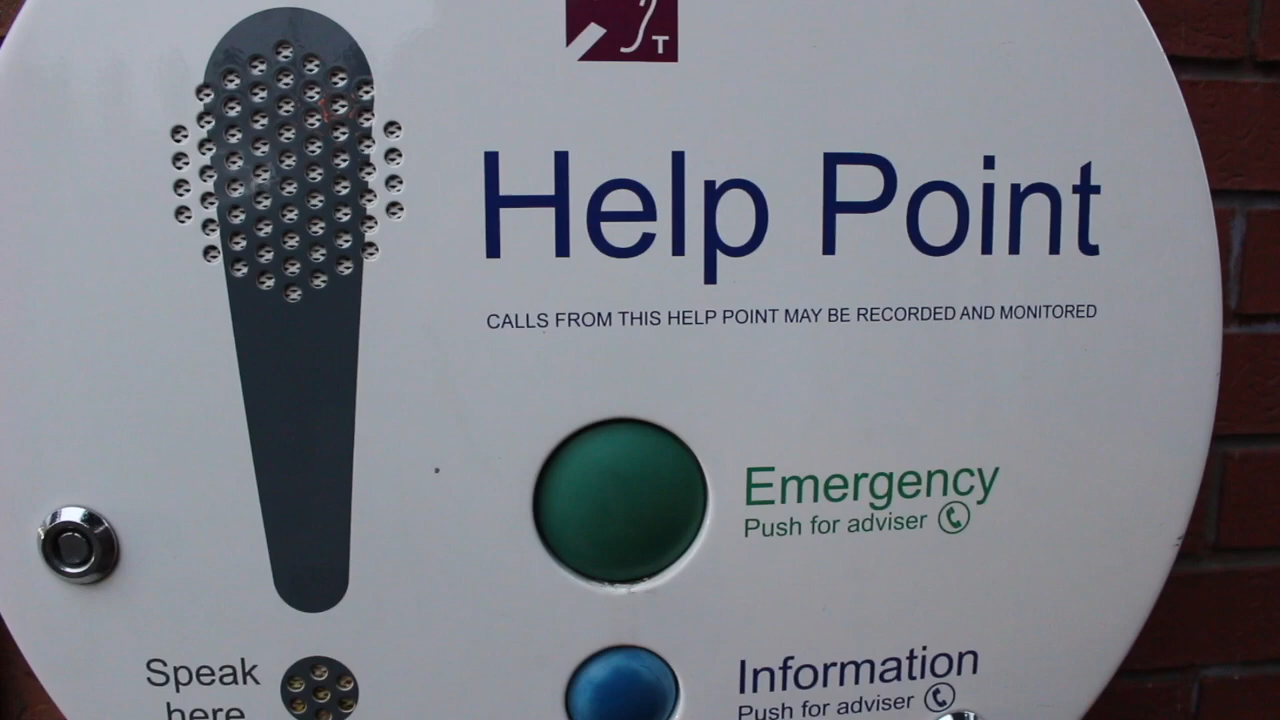 T
Help Point
CALLS FROM THIS HELP POINT MAY BE RECORDED AND MONITORED
Emergency
Push for adviser
Information
Push for adviser
Speak
here